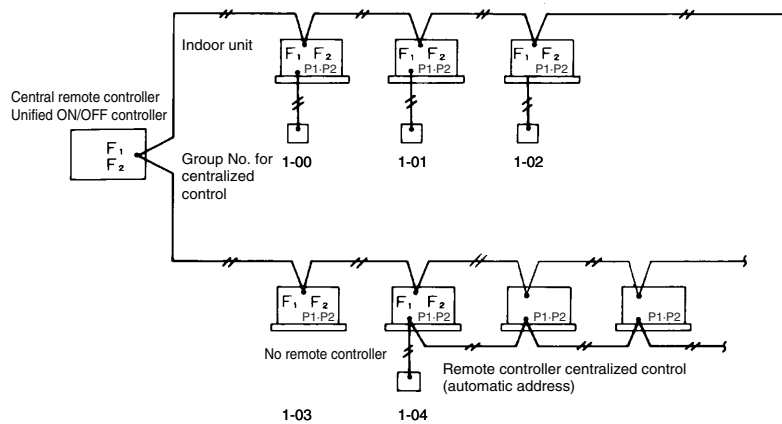 Indoor unit
F1 F2
P1·P2
F1 F2
P1·P2
F1 F2
P1·P2
Central remote controller
Unified ON/OFF controller
F1
F2
Group No. for
centralized
control
1-00
1-01
1-02
F1 F2
P1·P2
F1 F2
P1·P2
P1·P2
P1·P2
No remote controller
Remote controller centralized control
(automatic address)
1-03
1-04